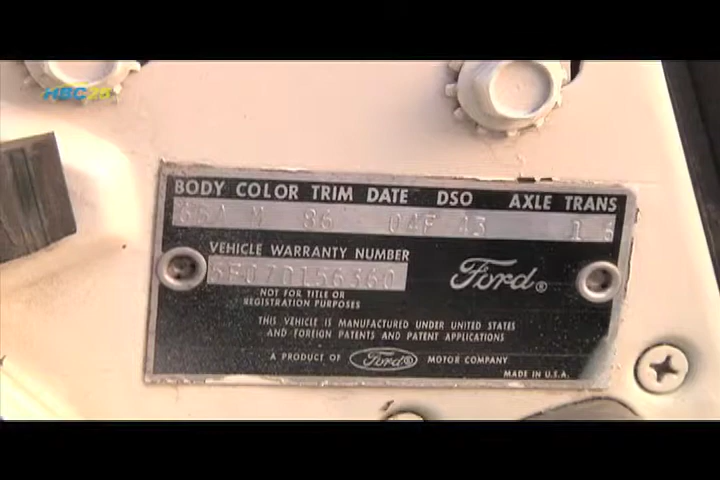 HBC25
BODY COLOR TRIM DATE DSO AXLE TRANS
65A 86 04F 43 1
VEHICLE WARRANTY NUMBER
5F07D156360
NOT FOR TITLE OR
REGISTRATION PURPOSES
Ford®
THIS VEHICLE IS MANUFACTURED UNDER UNITED STATES
AND FOREIGN PATENTS AND PATENT APPLICATIONS
A PRODUCT OF Ford® MOTOR COMPANY
MADE IN U.S.A.